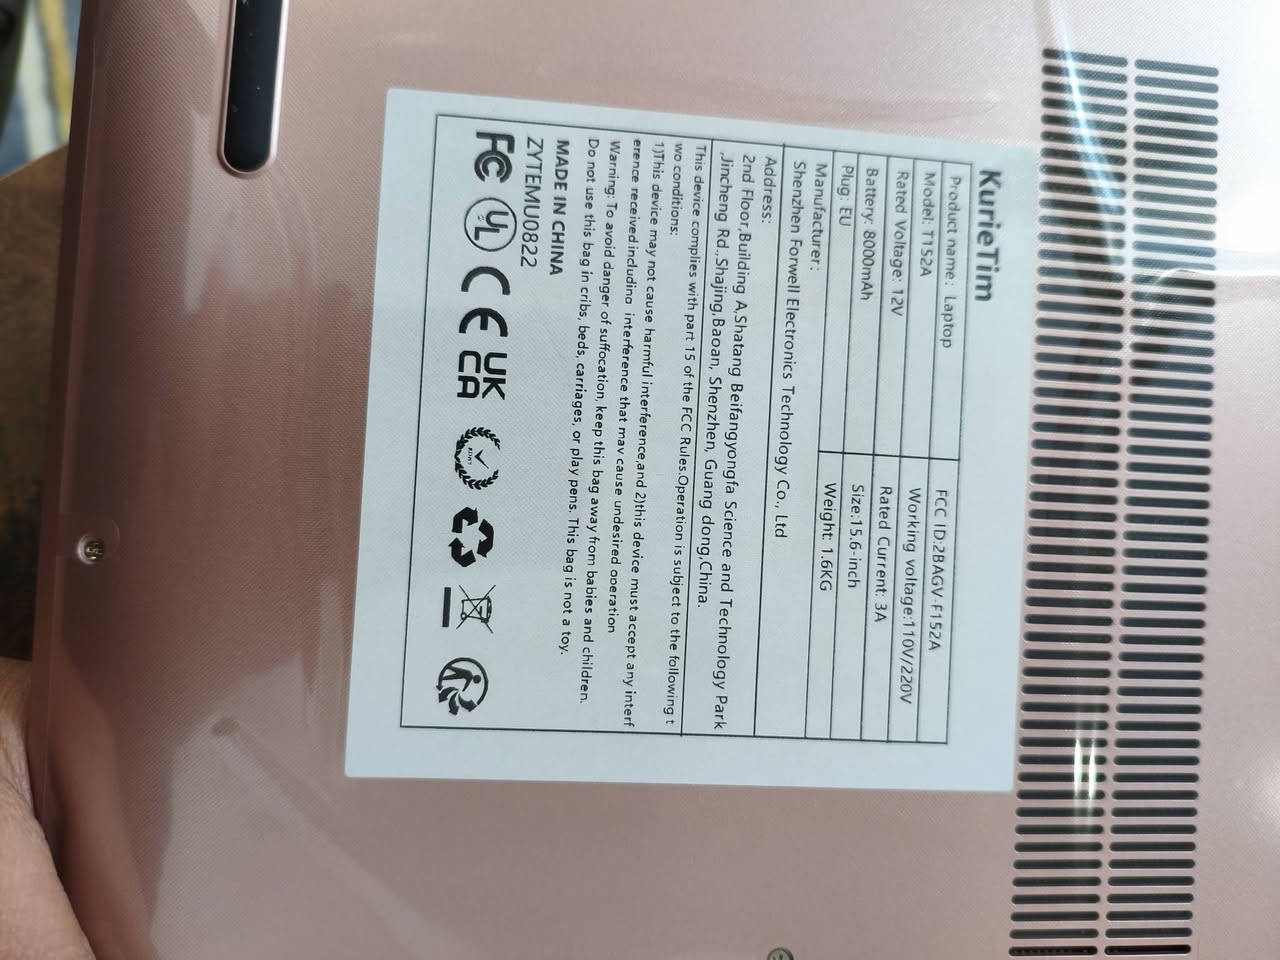 KurieTim
Product name: Laptop
FCC ID:2BAGV-F152A
Model: T152A
Working voltage:110V/220V
Rated Voltage: 12V
Rated Current: 3A
Battery: 8000mAh
Size:15.6-inch
Plug: EU
Weight: 1.6KG
Manufacturer:
Shenzhen Forwell Electronics Technology Co., Ltd
Address:
2nd Floor,Building A,Shatang Beifangyongfa Science and Technology Park
,Jincheng Rd.,Shajing,Baoan, Shenzhen, Guang dong,China.
This device complies with part 15 of the FCC Rules.Operation is subject to the following t
wo conditions:
1)This device may not cause harmful interference,and 2)this device must accept any interf
erence received.including interference that may cause undesired operation
Warning: To avoid danger of suffocation, keep this bag away from babies and children.
Do not use this bag in cribs, beds, carriages, or play pens. This bag is not a toy.
MADE IN CHINA
ZYTEMU0822
FC UL CE UK
CA